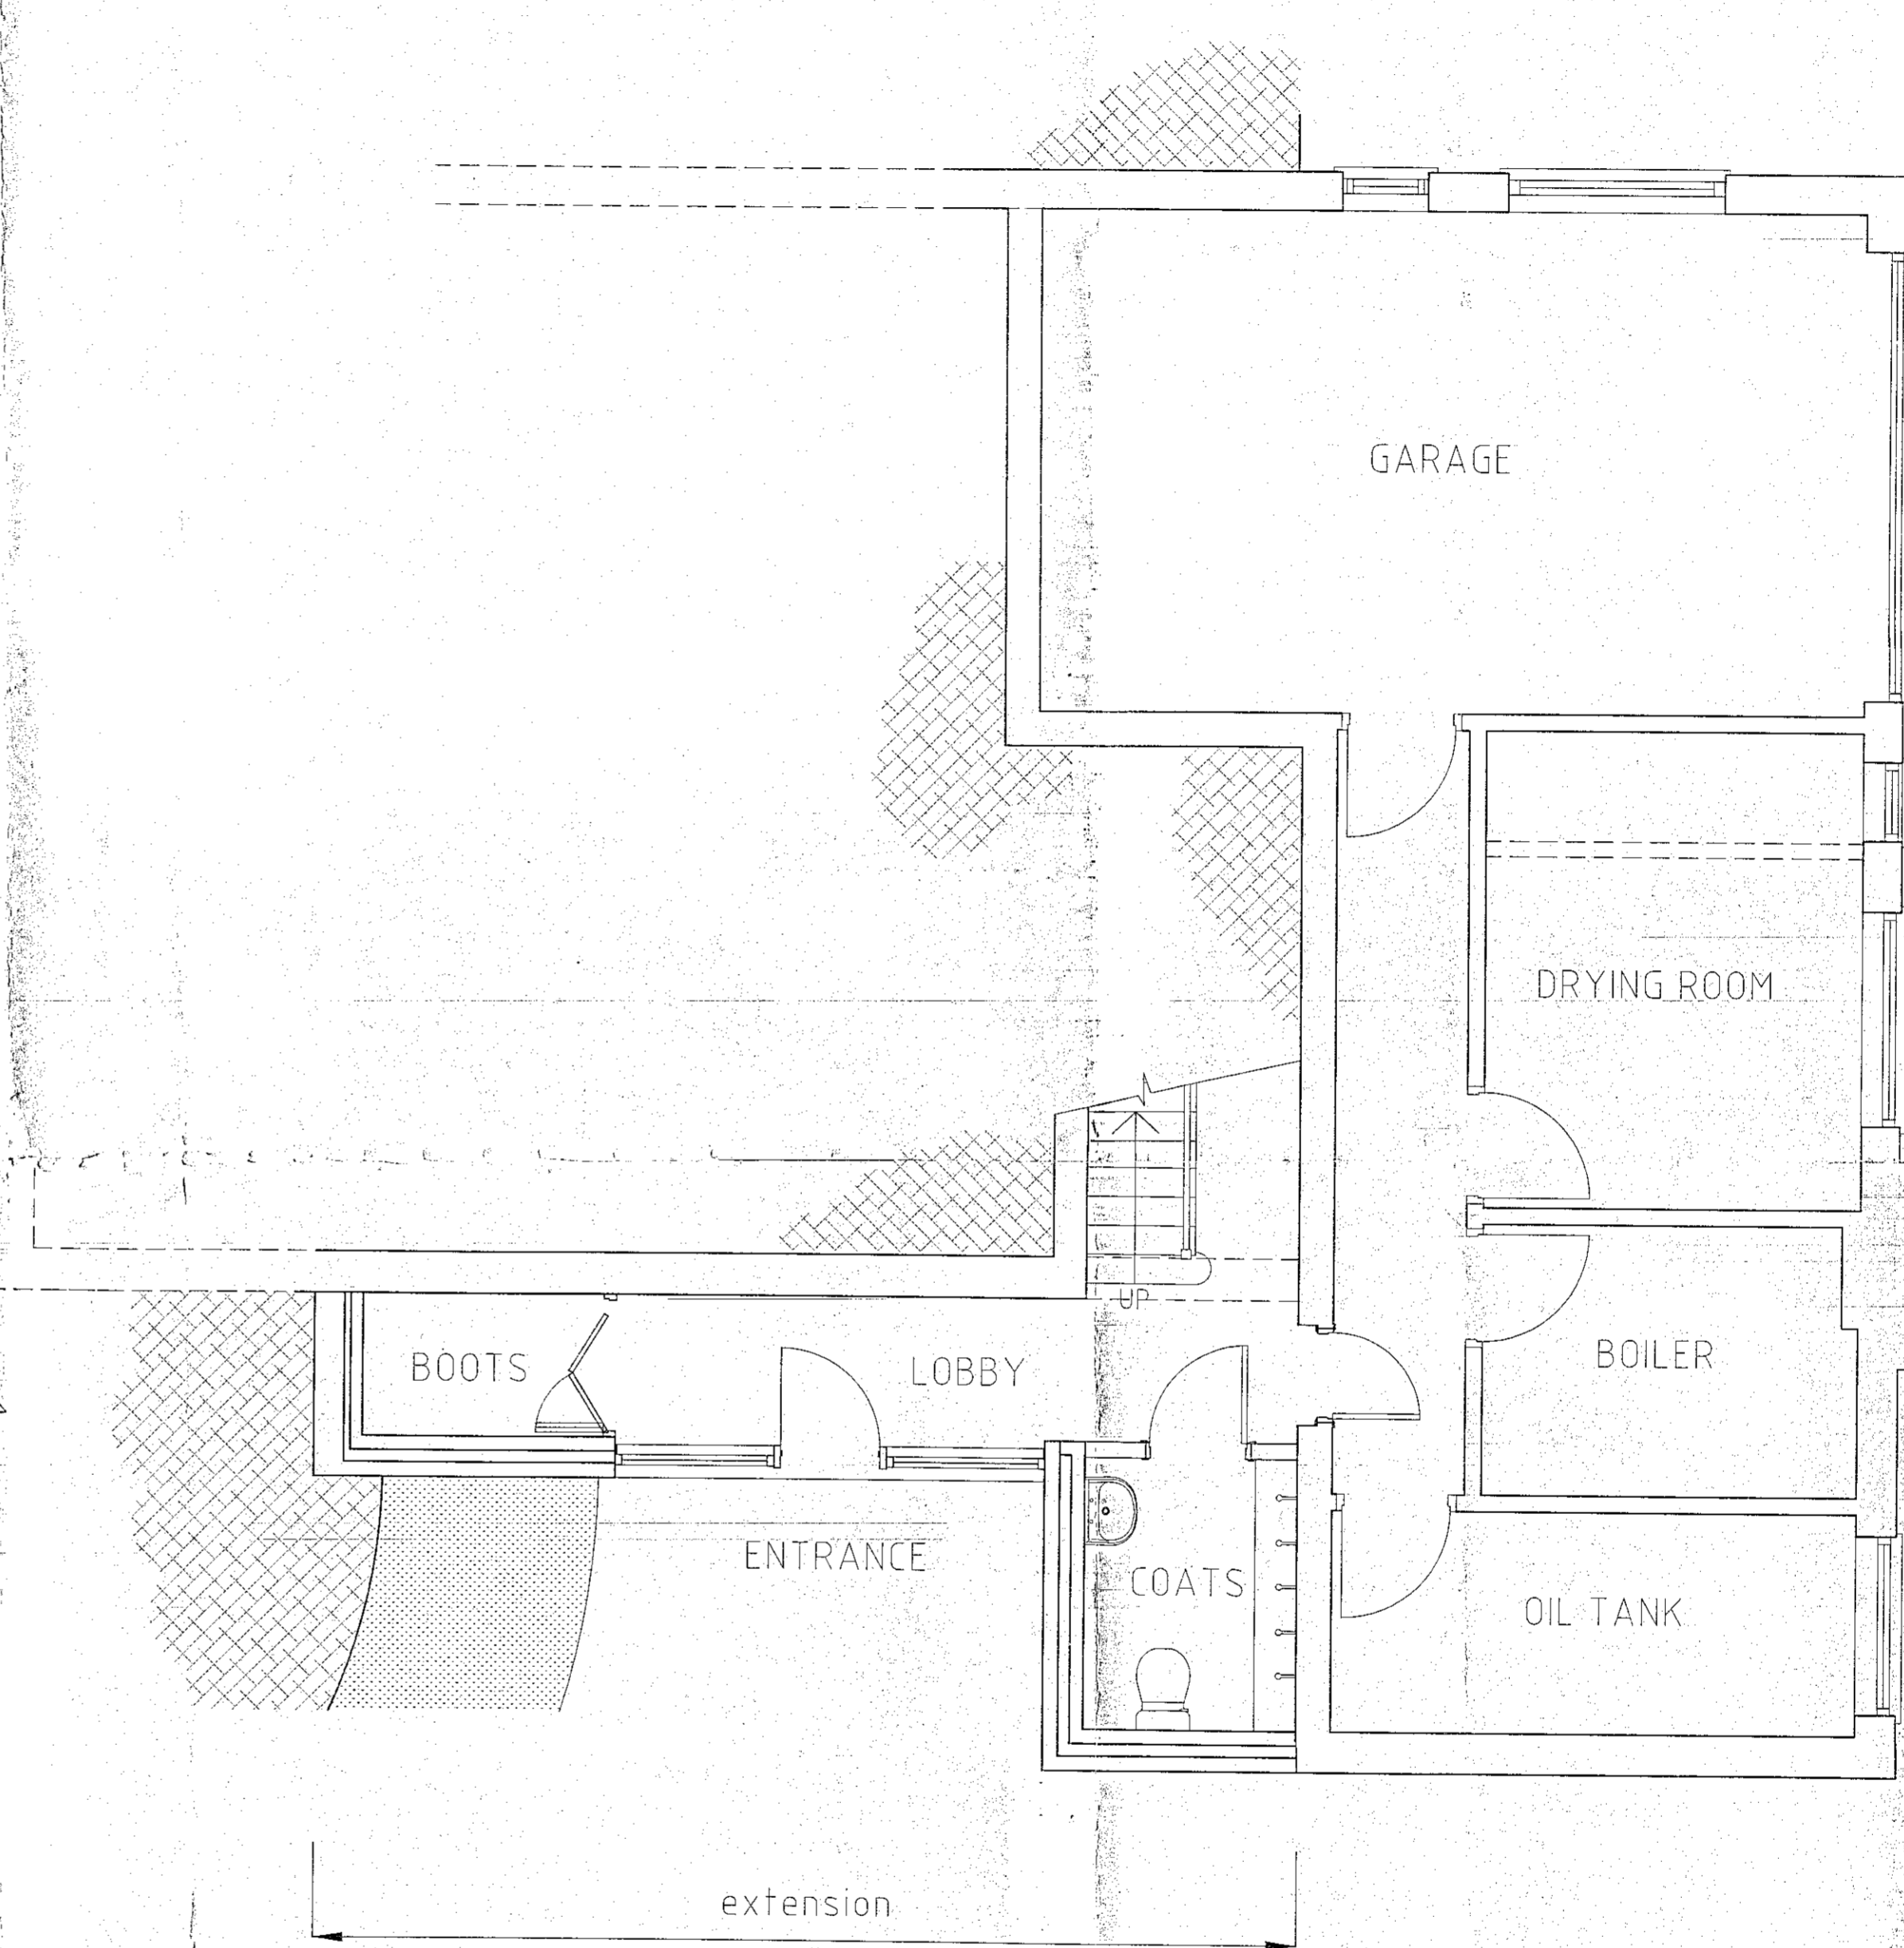 GARAGE
DRYING ROOM
UP
BOOTS
LOBBY
BOILER
ENTRANCE
COATS
OIL TANK
extension